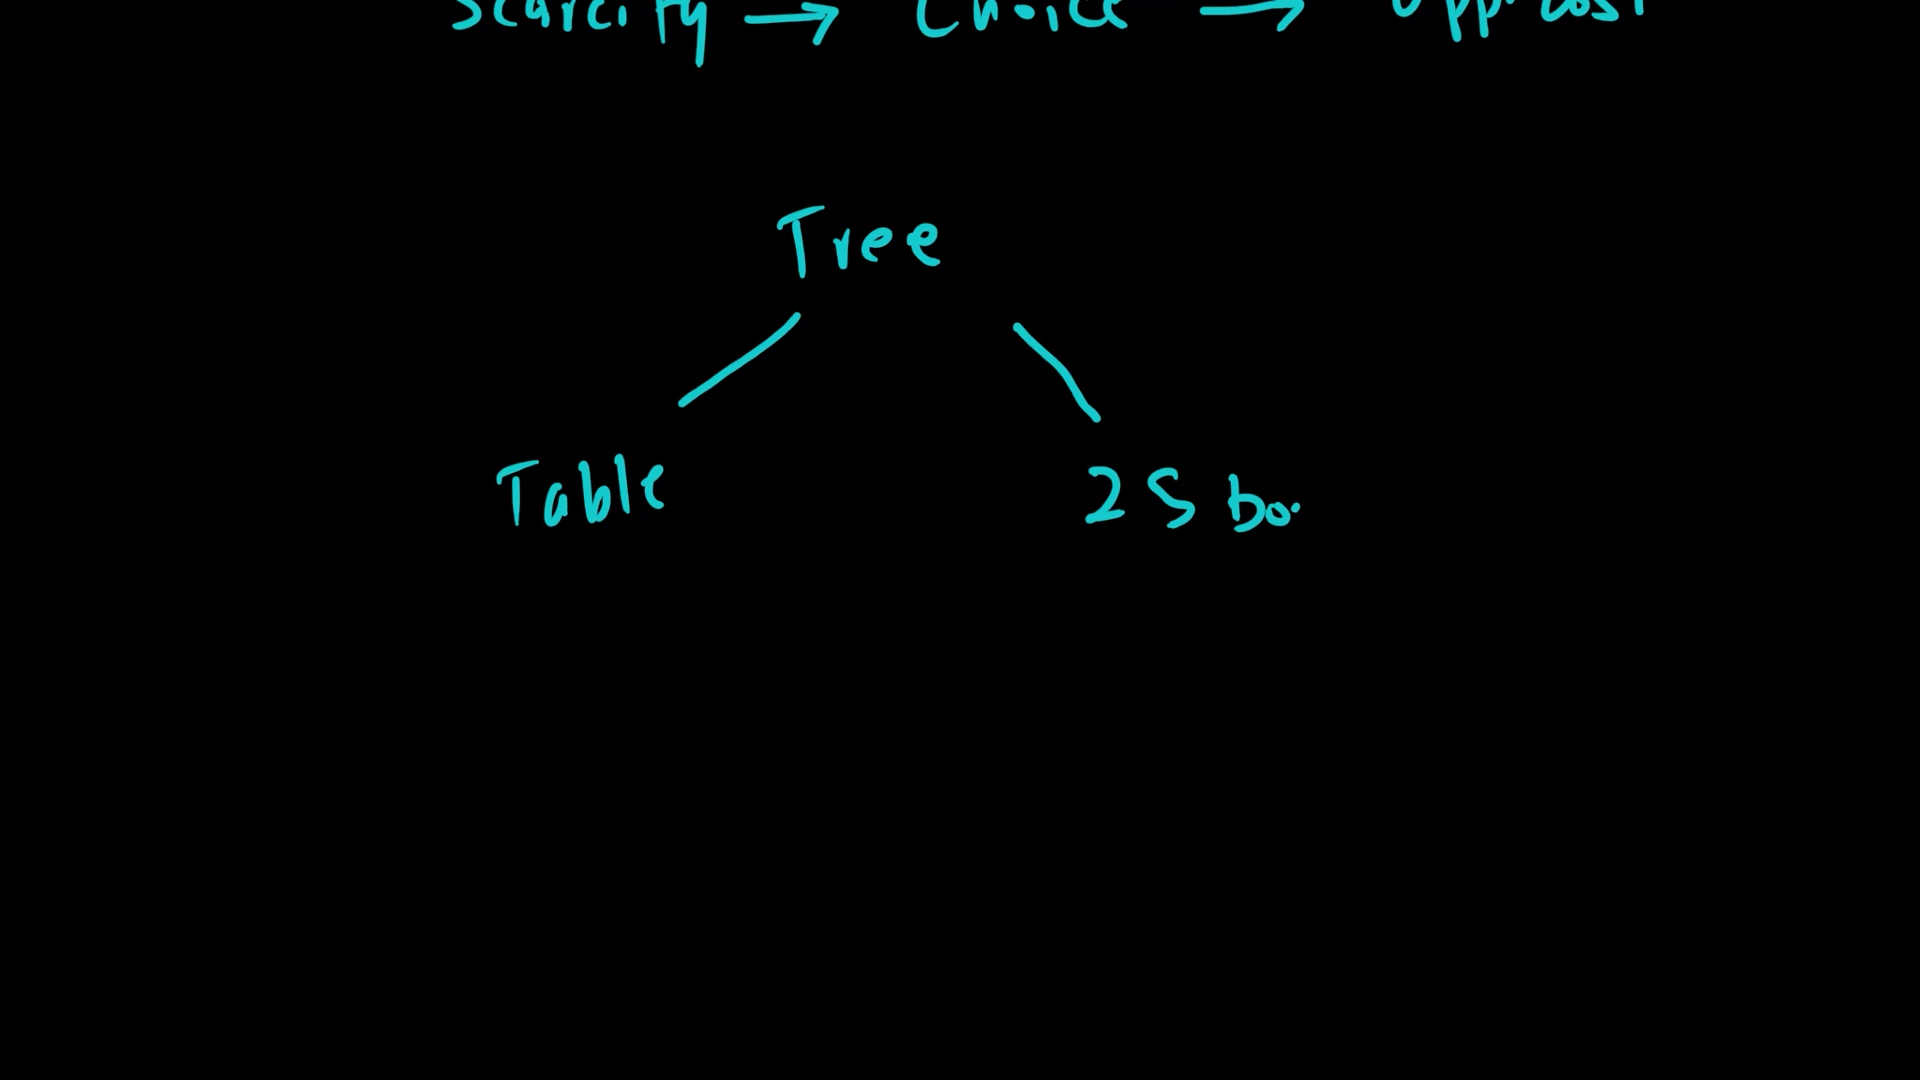 Scarcity → Choice → Opp. cost
Tree
Table 25 bo